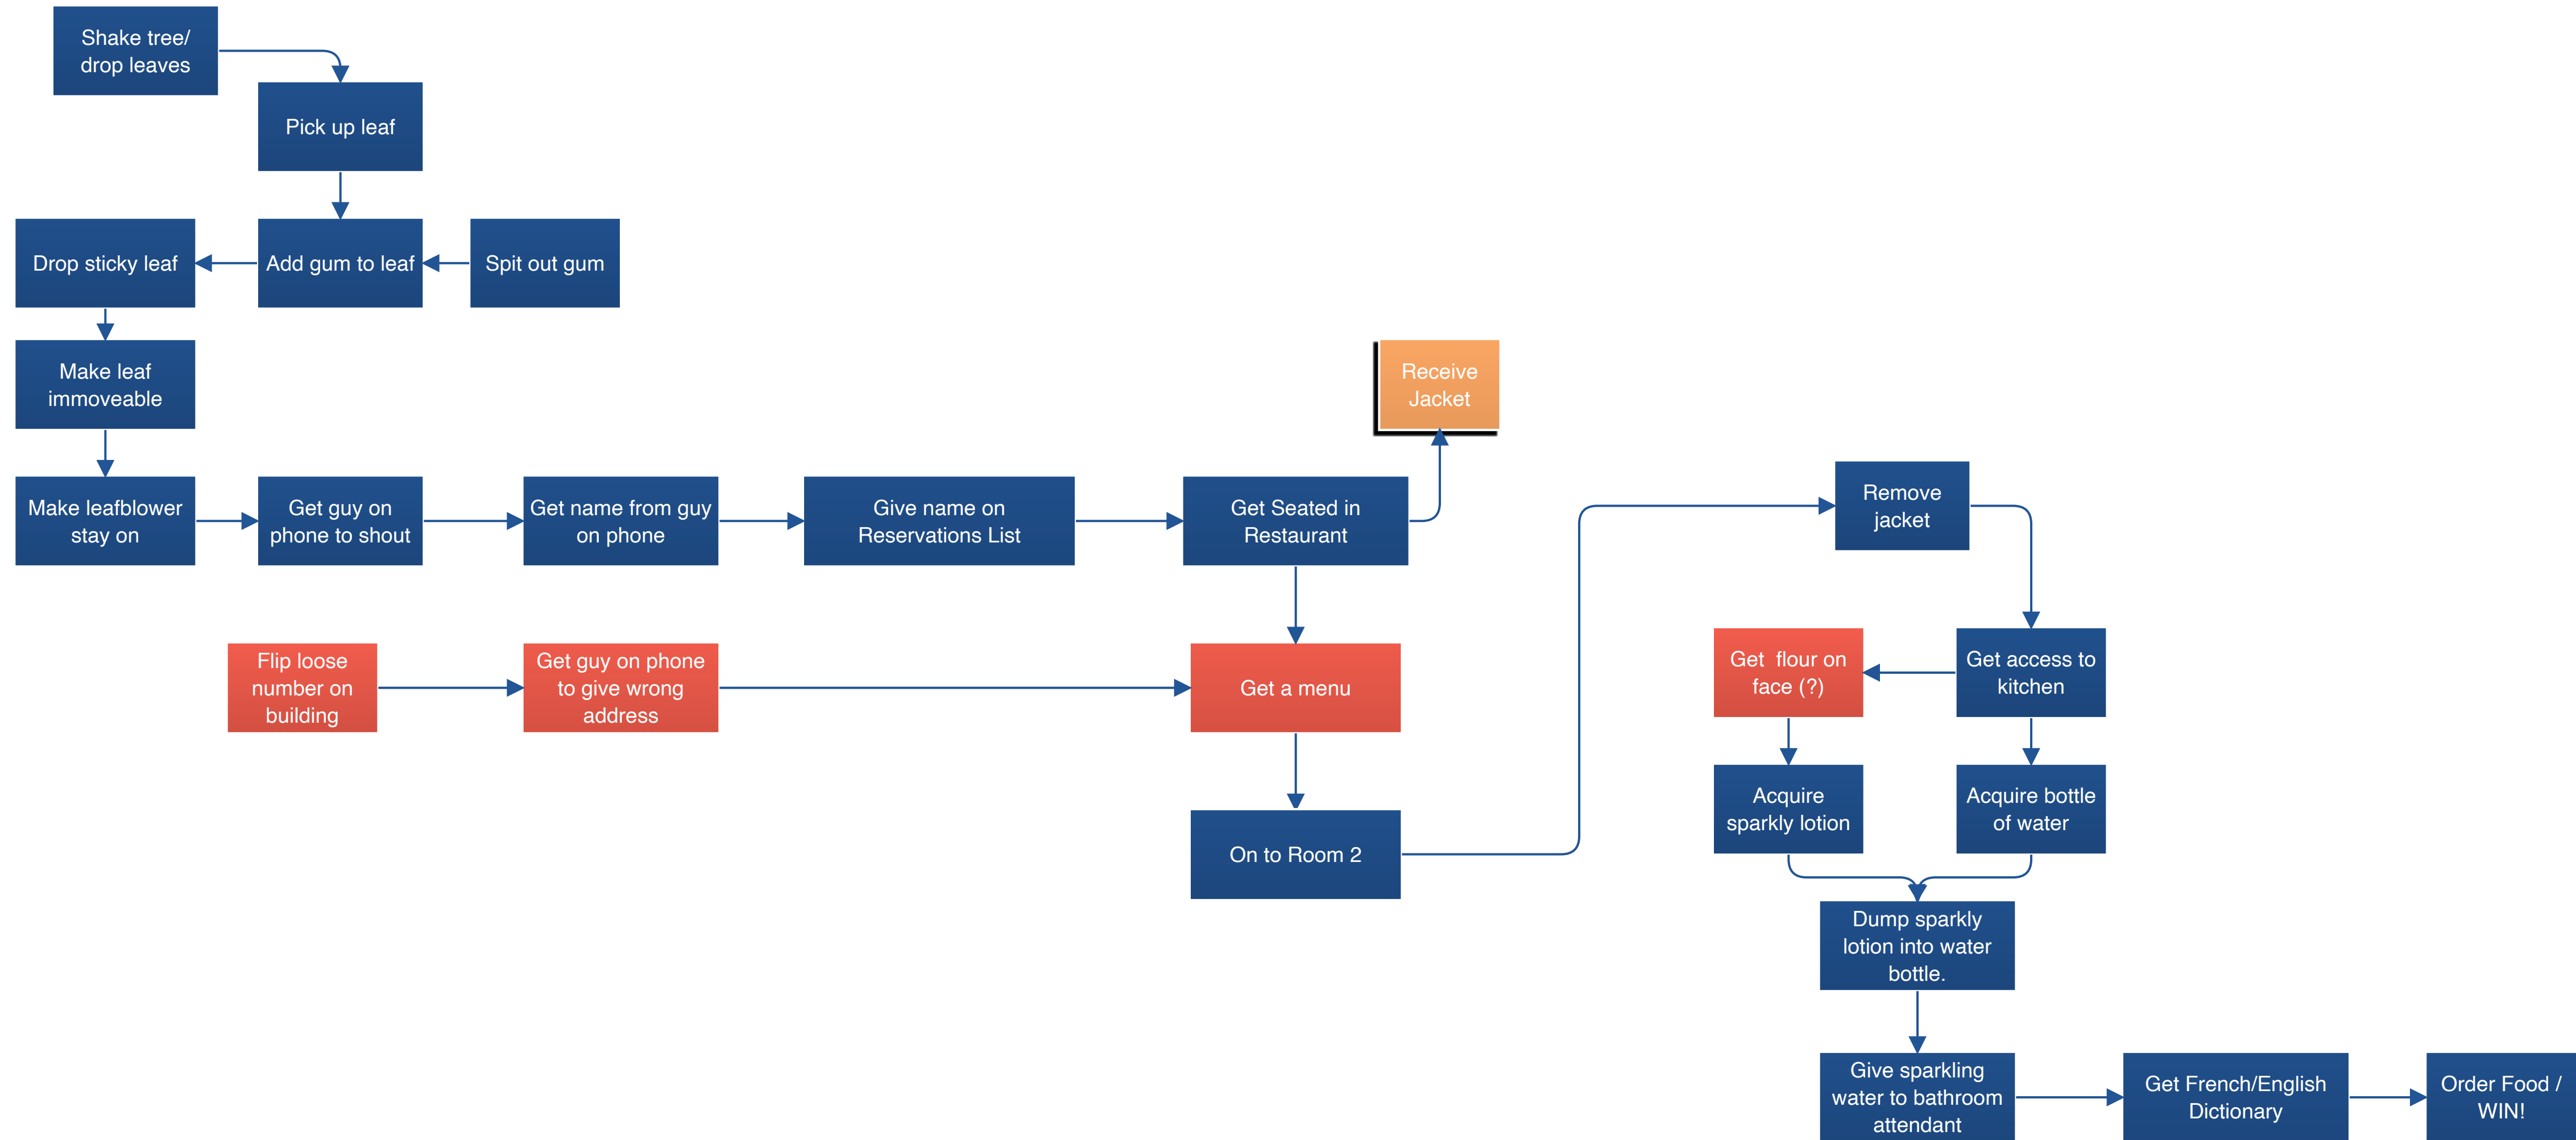 Shake tree/
drop leaves
Pick up leaf
Drop sticky leaf
Add gum to leaf
Spit out gum
Make leaf
immoveable
Receive
Jacket
Make leafblower
stay on
Get guy on
phone to shout
Get name from guy
on phone
Give name on
Reservations List
Get Seated in
Restaurant
Remove
jacket
Flip loose
number on
building
Get guy on phone
to give wrong
address
Get a menu
Get  flour on
face (?)
Get access to
kitchen
On to Room 2
Acquire
sparkly lotion
Acquire bottle
of water
Dump sparkly
lotion into water
bottle.
Give sparkling
water to bathroom
attendant
Get French/English
Dictionary
Order Food /
WIN!